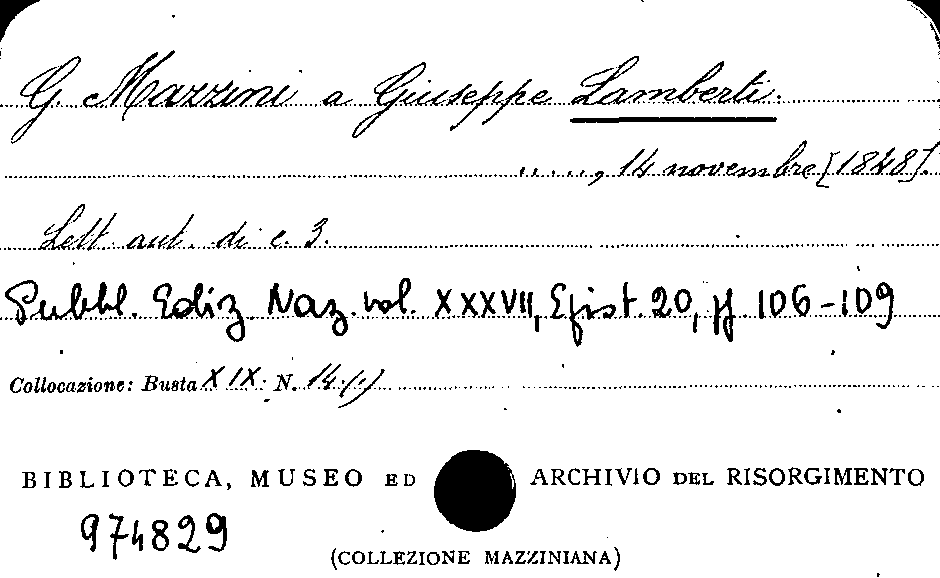 G. Mazzini a Giuseppe Lamberti.
....., 14 novembre [1848].
Lett. aut. di c. 3.
Pubbl. Ediz. Naz. vol. XXXVII, Epist. 20, pp. 106-109
Collocazione: Busta XIX N. 14 (1)
BIBLIOTECA, MUSEO ED ARCHIVIO DEL RISORGIMENTO
974829
(COLLEZIONE MAZZINIANA)